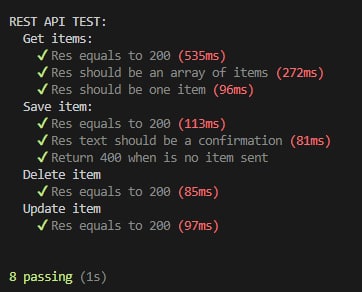 REST API TEST:
Get items:
✓ Res equals to 200 (535ms)
✓ Res should be an array of items (272ms)
✓ Res should be one item (96ms)
Save item:
✓ Res equals to 200 (113ms)
✓ Res text should be a confirmation (81ms)
✓ Return 400 when is no item sent
Delete item
✓ Res equals to 200 (85ms)
Update item
✓ Res equals to 200 (97ms)
8 passing (1s)